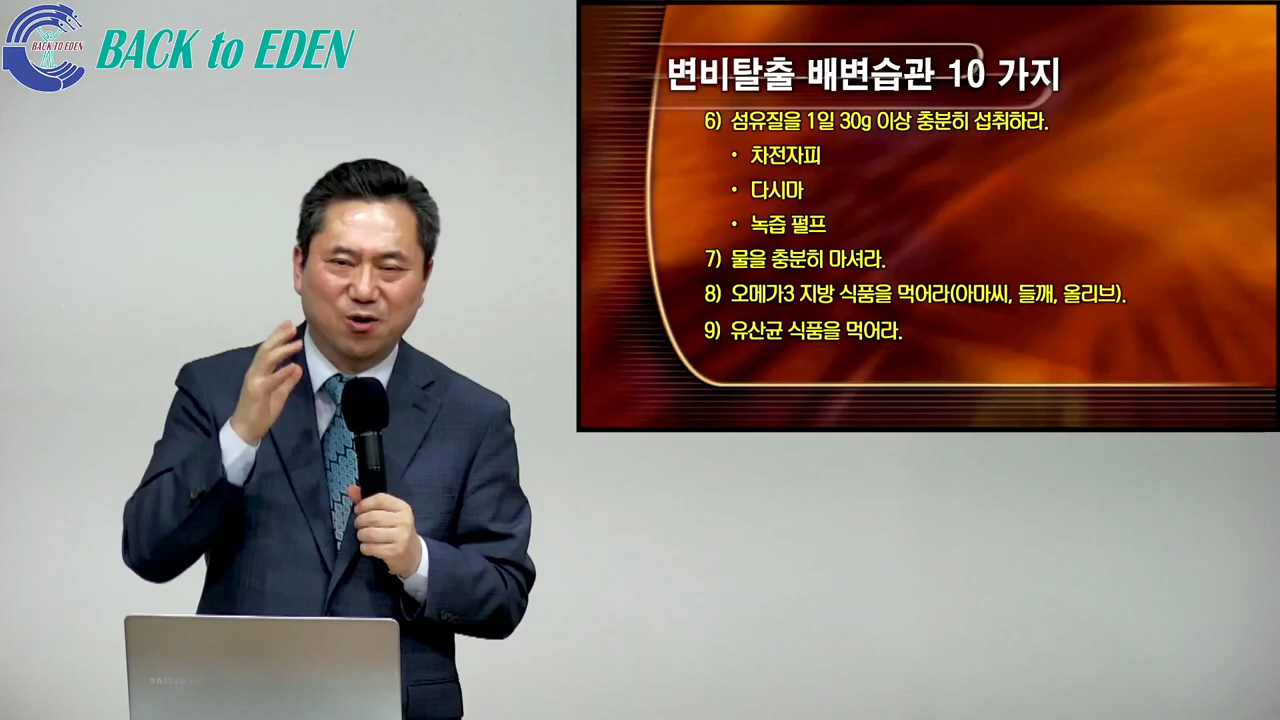 BACK TO EDEN
BACK to EDEN
변비탈출 배변습관 10 가지
6) 섬유질을 1일 30g 이상 충분히 섭취하라.
• 차전자피
• 다시마
• 녹즙 펄프
7) 물을 충분히 마셔라.
8) 오메가3 지방 식품을 먹어라(아마씨, 들깨, 올리브).
9) 유산균 식품을 먹어라.
SAMSUNG